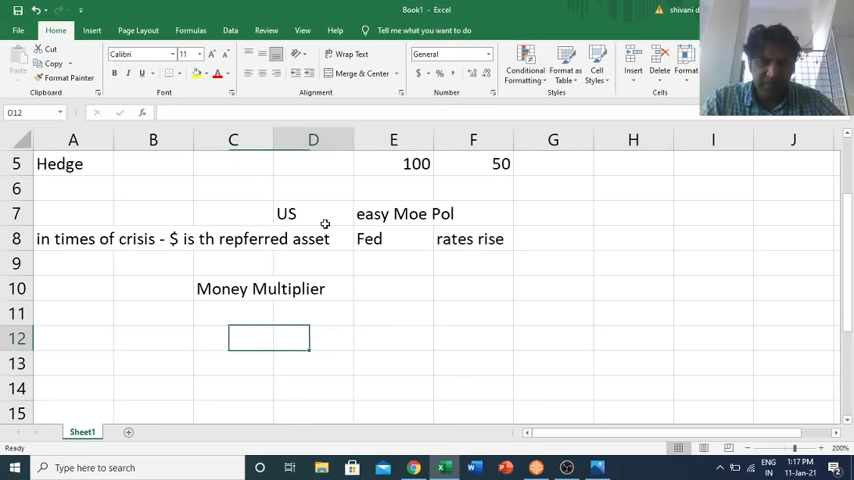 Book1 - Excel
shivani d
File
Home
Insert
Page Layout
Formulas
Data
Review
View
Help
Tell me what you want to do
Cut
Copy
Format Painter
Paste
Clipboard
Calibri
11
B I U
Font
Wrap Text
Merge & Center
Alignment
General
$ % ,
Number
Conditional Formatting
Format as Table
Cell Styles
Styles
Insert
Delete
Format
Cells
D12
fx
A B C D E F G H I J
5 Hedge 100 50
6
7 US easy Moe Pol
8 in times of crisis - $ is th repferred asset Fed rates rise
9
10 Money Multiplier
11
12
13
14
15
Sheet1
Ready
200%
Type here to search
ENG
IN
1:17 PM
11-Jan-21
2